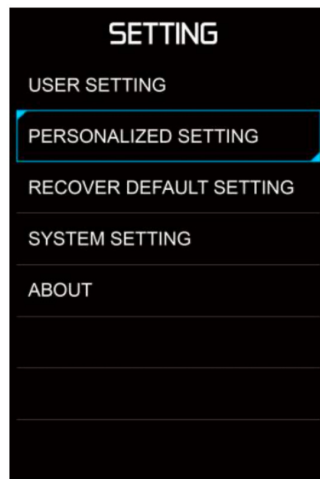 SETTING
USER SETTING
PERSONALIZED SETTING
RECOVER DEFAULT SETTING
SYSTEM SETTING
ABOUT